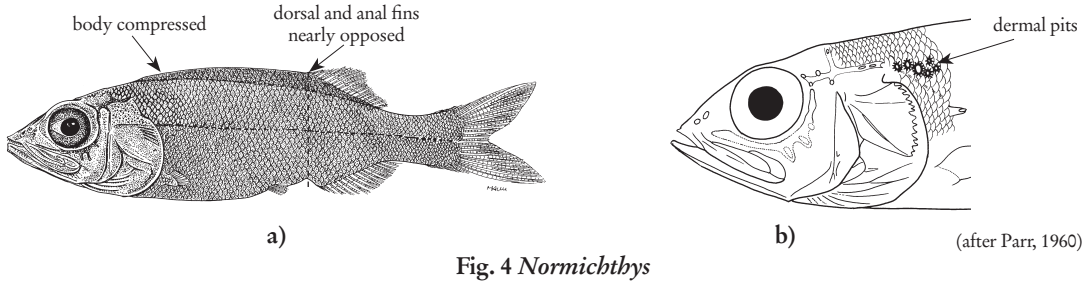 body compressed
dorsal and anal fins
nearly opposed
dermal pits
a)
b)
(after Parr, 1960)
Fig. 4 Normichthys